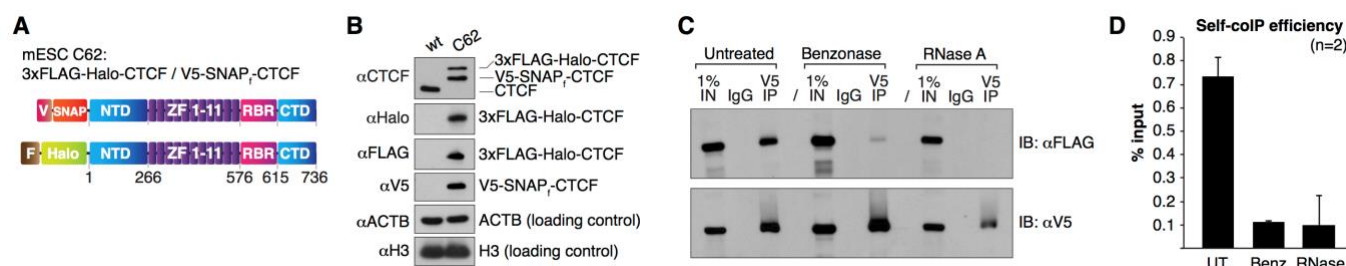 A
mESC C62:
3xFLAG-Halo-CTCF / V5-SNAPf-CTCF
V SNAP NTD ZF 1-11 RBR CTD
F Halo NTD ZF 1-11 RBR CTD
1 266 576 615 736
B
wt C62
αCTCF
3xFLAG-Halo-CTCF
V5-SNAPf-CTCF
CTCF
αHalo 3xFLAG-Halo-CTCF
αFLAG 3xFLAG-Halo-CTCF
αV5 V5-SNAPf-CTCF
αACTB ACTB (loading control)
αH3 H3 (loading control)
C
Untreated Benzonase RNase A
1% V5 1% V5 1% V5
IN IgG IP / IN IgG IP / IN IgG IP
IB: αFLAG
IB: αV5
D
Self-coIP efficiency
(n=2)
% input
0.9
0.8
0.7
0.6
0.5
0.4
0.3
0.2
0.1
UT Benz RNase